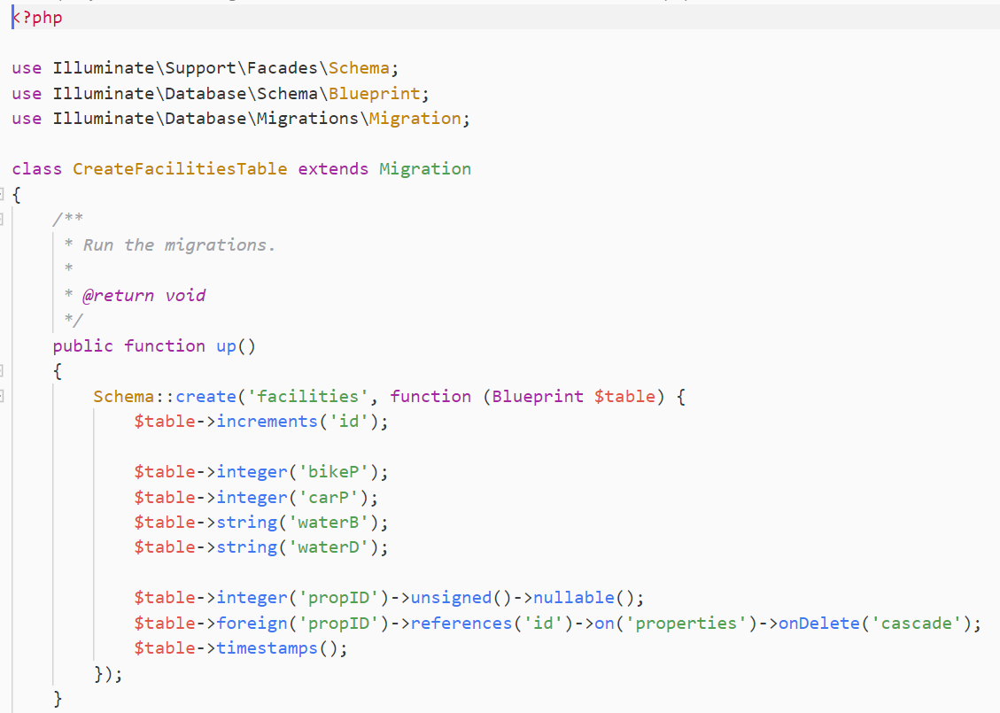 <?php

use Illuminate\Support\Facades\Schema;
use Illuminate\Database\Schema\Blueprint;
use Illuminate\Database\Migrations\Migration;

class CreateFacilitiesTable extends Migration
{
    /**
     * Run the migrations.
     *
     * @return void
     */
    public function up()
    {
        Schema::create('facilities', function (Blueprint $table) {
            $table->increments('id');

            $table->integer('bikeP');
            $table->integer('carP');
            $table->string('waterB');
            $table->string('waterD');

            $table->integer('propID')->unsigned()->nullable();
            $table->foreign('propID')->references('id')->on('properties')->onDelete('cascade');
            $table->timestamps();
        });
    }